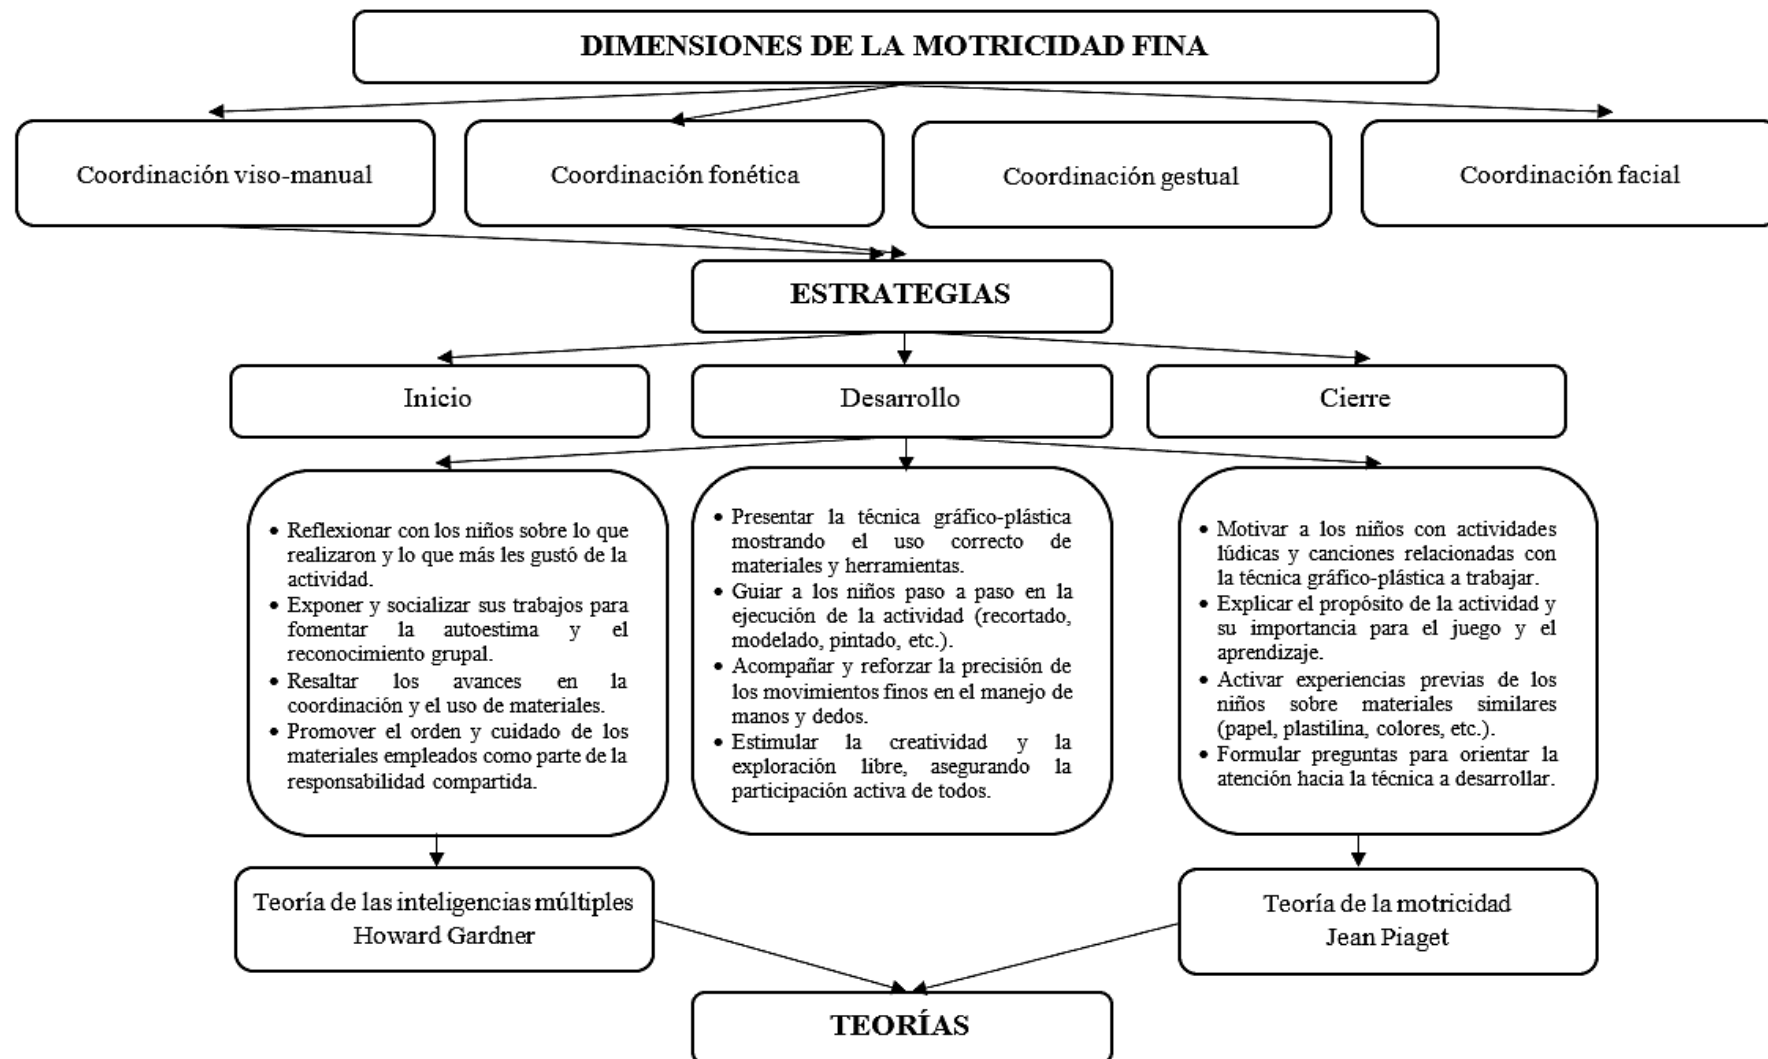 DIMENSIONES DE LA MOTRICIDAD FINA
Coordinación viso-manual
Coordinación fonética
Coordinación gestual
Coordinación facial
ESTRATEGIAS
Inicio
Desarrollo
Cierre
• Reflexionar con los niños sobre lo que
realizaron y lo que más les gustó de la
actividad.
• Exponer y socializar sus trabajos para
fomentar la autoestima y el
reconocimiento grupal.
• Resaltar los avances en la
coordinación y el uso de materiales.
• Promover el orden y cuidado de los
materiales empleados como parte de la
responsabilidad compartida.
• Presentar la técnica gráfico-plástica
mostrando el uso correcto de
materiales y herramientas.
• Guiar a los niños paso a paso en la
ejecución de la actividad (recortado,
modelado, pintado, etc.).
• Acompañar y reforzar la precisión de
los movimientos finos en el manejo de
manos y dedos.
• Estimular la creatividad y la
exploración libre, asegurando la
participación activa de todos.
• Motivar a los niños con actividades
lúdicas y canciones relacionadas con
la técnica gráfico-plástica a trabajar.
• Explicar el propósito de la actividad y
su importancia para el juego y el
aprendizaje.
• Activar experiencias previas de los
niños sobre materiales similares
(papel, plastilina, colores, etc.).
• Formular preguntas para orientar la
atención hacia la técnica a desarrollar.
Teoría de las inteligencias múltiples
Howard Gardner
Teoría de la motricidad
Jean Piaget
TEORÍAS